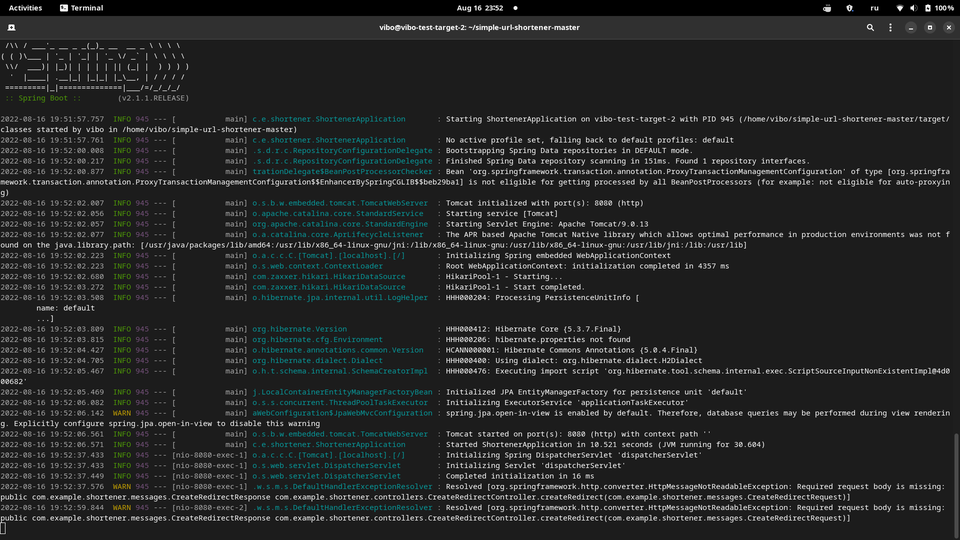 Activities Terminal Aug 16 23:52 ru 100%
vibo@vibo-test-target-2: ~/simple-url-shortener-master
:: Spring Boot :: (v2.1.1.RELEASE)
2022-08-16 19:51:57.757 INFO 945 --- [ main] c.e.shortener.ShortenerApplication : Starting ShortenerApplication on vibo-test-target-2 with PID 945 (/home/vibo/simple-url-shortener-master/target/
classes started by vibo in /home/vibo/simple-url-shortener-master)
2022-08-16 19:51:57.761 INFO 945 --- [ main] c.e.shortener.ShortenerApplication : No active profile set, falling back to default profiles: default
2022-08-16 19:52:00.008 INFO 945 --- [ main] .s.d.r.c.RepositoryConfigurationDelegate : Bootstrapping Spring Data repositories in DEFAULT mode.
2022-08-16 19:52:00.217 INFO 945 --- [ main] .s.d.r.c.RepositoryConfigurationDelegate : Finished Spring Data repository scanning in 151ms. Found 1 repository interfaces.
2022-08-16 19:52:00.877 INFO 945 --- [ main] trationDelegate$BeanPostProcessorChecker : Bean 'org.springframework.transaction.annotation.ProxyTransactionManagementConfiguration' of type [org.spring
mework.transaction.annotation.ProxyTransactionManagementConfiguration$$EnhancerBySpringCGLIB$$beb29ba1] is not eligible for getting processed by all BeanPostProcessors (for example: not eligible for auto-proxyin
g)
2022-08-16 19:52:02.007 INFO 945 --- [ main] o.s.b.w.embedded.tomcat.TomcatWebServer : Tomcat initialized with port(s): 8080 (http)
2022-08-16 19:52:02.056 INFO 945 --- [ main] o.apache.catalina.core.StandardService : Starting service [Tomcat]
2022-08-16 19:52:02.057 INFO 945 --- [ main] org.apache.catalina.core.StandardEngine : Starting Servlet Engine: Apache Tomcat/9.0.13
2022-08-16 19:52:02.077 INFO 945 --- [ main] o.a.catalina.core.AprLifecycleListener : The APR based Apache Tomcat Native library which allows optimal performance in production environments was not f
ound on the java.library.path: [/usr/java/packages/lib/amd64:/usr/lib/x86_64-linux-gnu/jni:/lib/x86_64-linux-gnu:/usr/lib/x86_64-linux-gnu:/usr/lib/jni:/lib:/usr/lib]
2022-08-16 19:52:02.223 INFO 945 --- [ main] o.a.c.c.C.[Tomcat].[localhost].[/] : Initializing Spring embedded WebApplicationContext
2022-08-16 19:52:02.223 INFO 945 --- [ main] o.s.web.context.ContextLoader : Root WebApplicationContext: initialization completed in 4357 ms
2022-08-16 19:52:02.680 INFO 945 --- [ main] com.zaxxer.hikari.HikariDataSource : HikariPool-1 - Starting...
2022-08-16 19:52:03.272 INFO 945 --- [ main] com.zaxxer.hikari.HikariDataSource : HikariPool-1 - Start completed.
2022-08-16 19:52:03.508 INFO 945 --- [ main] o.hibernate.jpa.internal.util.LogHelper : HHH000204: Processing PersistenceUnitInfo [
name: default
...]
2022-08-16 19:52:03.809 INFO 945 --- [ main] org.hibernate.Version : HHH000412: Hibernate Core {5.3.7.Final}
2022-08-16 19:52:03.815 INFO 945 --- [ main] org.hibernate.cfg.Environment : HHH000206: hibernate.properties not found
2022-08-16 19:52:04.427 INFO 945 --- [ main] o.hibernate.annotations.common.Version : HCANN000001: Hibernate Commons Annotations {5.0.4.Final}
2022-08-16 19:52:04.705 INFO 945 --- [ main] org.hibernate.dialect.Dialect : HHH000400: Using dialect: org.hibernate.dialect.H2Dialect
2022-08-16 19:52:05.467 INFO 945 --- [ main] o.h.t.schema.internal.SchemaCreatorImpl : HHH000476: Executing import script 'org.hibernate.tool.schema.internal.exec.ScriptSourceInputNonExistentImpl@4d0
00682'
2022-08-16 19:52:05.469 INFO 945 --- [ main] j.LocalContainerEntityManagerFactoryBean : Initialized JPA EntityManagerFactory for persistence unit 'default'
2022-08-16 19:52:06.082 INFO 945 --- [ main] o.s.s.concurrent.ThreadPoolTaskExecutor : Initializing ExecutorService 'applicationTaskExecutor'
2022-08-16 19:52:06.142 WARN 945 --- [ main] aWebConfiguration$JpaWebMvcConfiguration : spring.jpa.open-in-view is enabled by default. Therefore, database queries may be performed during view renderin
g. Explicitly configure spring.jpa.open-in-view to disable this warning
2022-08-16 19:52:06.561 INFO 945 --- [ main] o.s.b.w.embedded.tomcat.TomcatWebServer : Tomcat started on port(s): 8080 (http) with context path ''
2022-08-16 19:52:06.571 INFO 945 --- [ main] c.e.shortener.ShortenerApplication : Started ShortenerApplication in 10.521 seconds (JVM running for 30.604)
2022-08-16 19:52:37.433 INFO 945 --- [nio-8080-exec-1] o.a.c.c.C.[Tomcat].[localhost].[/] : Initializing Spring DispatcherServlet 'dispatcherServlet'
2022-08-16 19:52:37.433 INFO 945 --- [nio-8080-exec-1] o.s.web.servlet.DispatcherServlet : Initializing Servlet 'dispatcherServlet'
2022-08-16 19:52:37.449 INFO 945 --- [nio-8080-exec-1] o.s.web.servlet.DispatcherServlet : Completed initialization in 16 ms
2022-08-16 19:52:37.576 WARN 945 --- [nio-8080-exec-1] .w.s.m.s.DefaultHandlerExceptionResolver : Resolved [org.springframework.http.converter.HttpMessageNotReadableException: Required request body is missing:
public com.example.shortener.messages.CreateRedirectResponse com.example.shortener.controllers.CreateRedirectController.createRedirect(com.example.shortener.messages.CreateRedirectRequest)]
2022-08-16 19:52:59.844 WARN 945 --- [nio-8080-exec-2] .w.s.m.s.DefaultHandlerExceptionResolver : Resolved [org.springframework.http.converter.HttpMessageNotReadableException: Required request body is missing:
public com.example.shortener.messages.CreateRedirectResponse com.example.shortener.controllers.CreateRedirectController.createRedirect(com.example.shortener.messages.CreateRedirectRequest)]